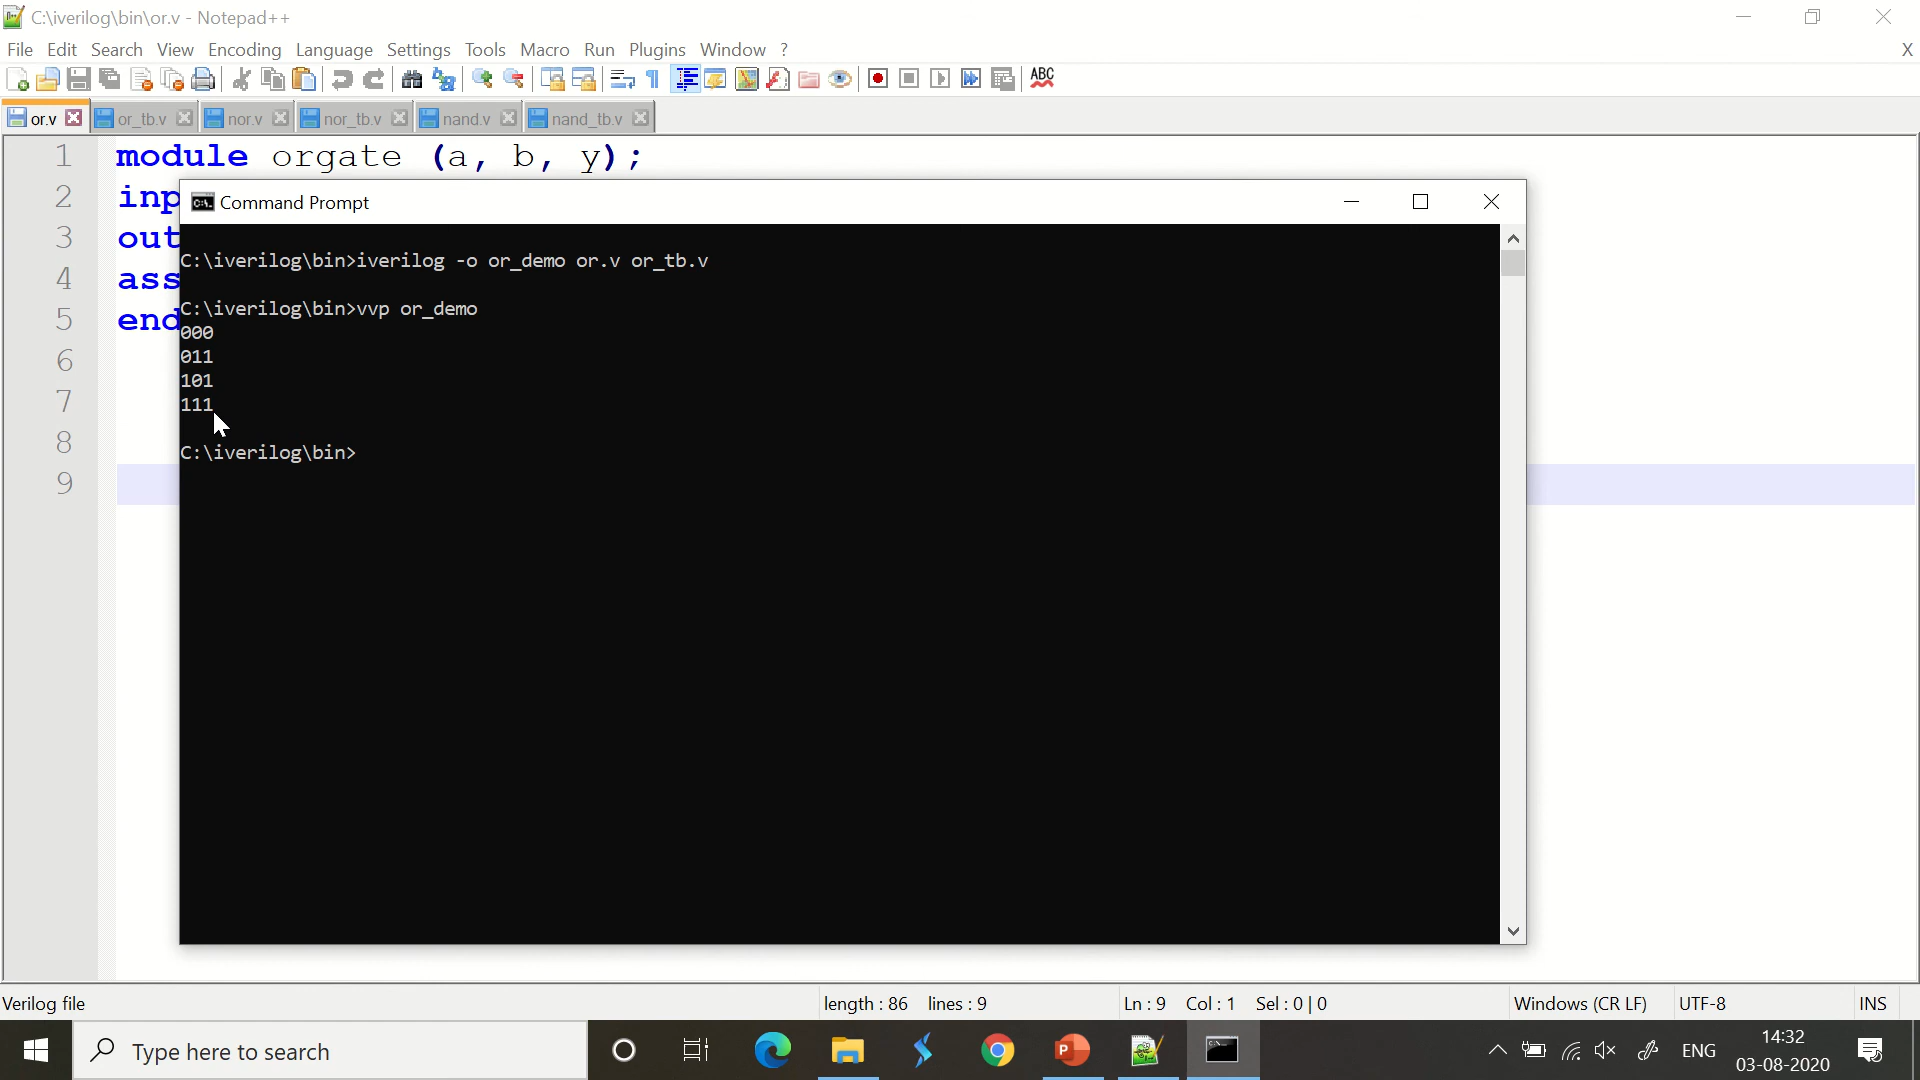 C:\iverilog\bin\or.v - Notepad++
File Edit Search View Encoding Language Settings Tools Macro Run Plugins Window ?
X
ABC
or.v or_tb.v nor.v nor_tb.v nand.v nand_tb.v
1 module orgate (a, b, y);
2 inp
3 out
4 ass
5 end
6
7
8
9
Command Prompt
C:\iverilog\bin>iverilog -o or_demo or.v or_tb.v
C:\iverilog\bin>vvp or_demo
000
011
101
111
C:\iverilog\bin>
Verilog file length : 86 lines : 9 Ln : 9 Col : 1 Sel : 0 | 0 Windows (CR LF) UTF-8 INS
Type here to search
ENG
14:32
03-08-2020